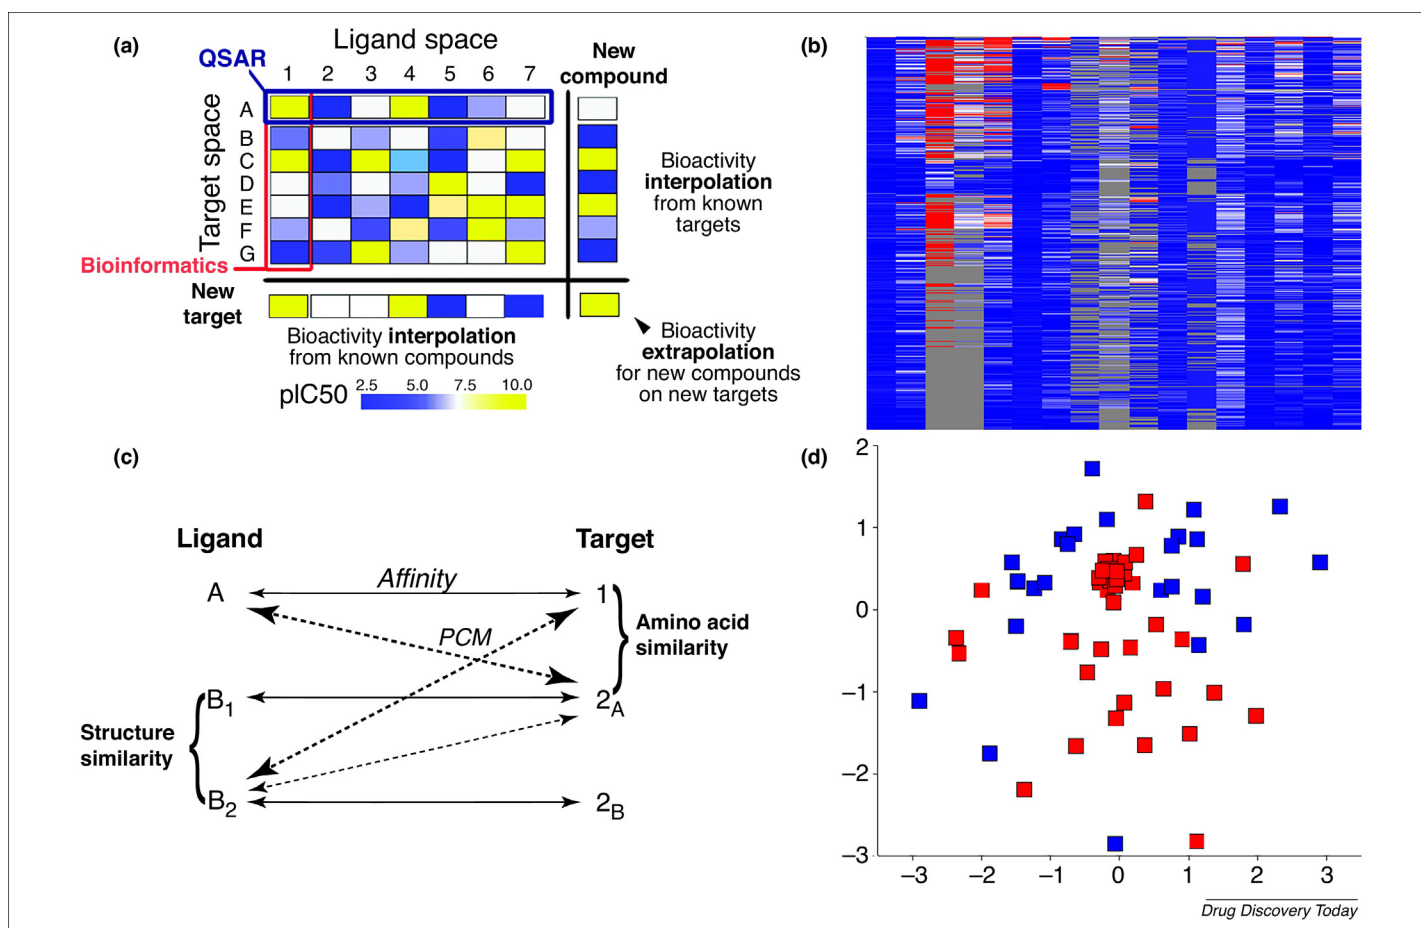 (a)
Ligand space
QSAR
1 2 3 4 5 6 7
New
compound
Target space
A
B
C
D
E
F
G
Bioinformatics
Bioactivity
interpolation
from known
targets
New
target
Bioactivity interpolation
from known compounds
Bioactivity
extrapolation
for new compounds
on new targets
pIC50
2.5 5.0 7.5 10.0
(b)
(c)
Ligand
Target
A
Affinity
1
PCM
Amino acid
similarity
B1
2A
Structure
similarity
B2
2B
(d)
2
1
0
–1
–2
–3
–3 –2 –1 0 1 2 3
Drug Discovery Today